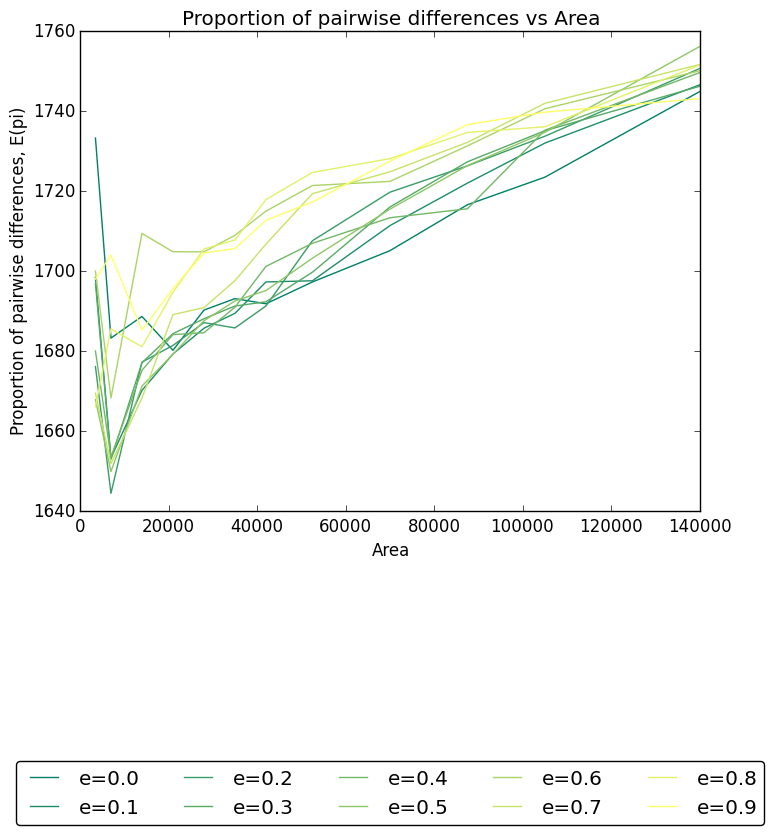 Proportion of pairwise differences vs Area
1760
1740
1720
1700
1680
1660
1640
Proportion of pairwise differences, E(pi)
0 20000 40000 60000 80000 100000 120000 140000
Area
e=0.0 e=0.2 e=0.4 e=0.6 e=0.8
e=0.1 e=0.3 e=0.5 e=0.7 e=0.9